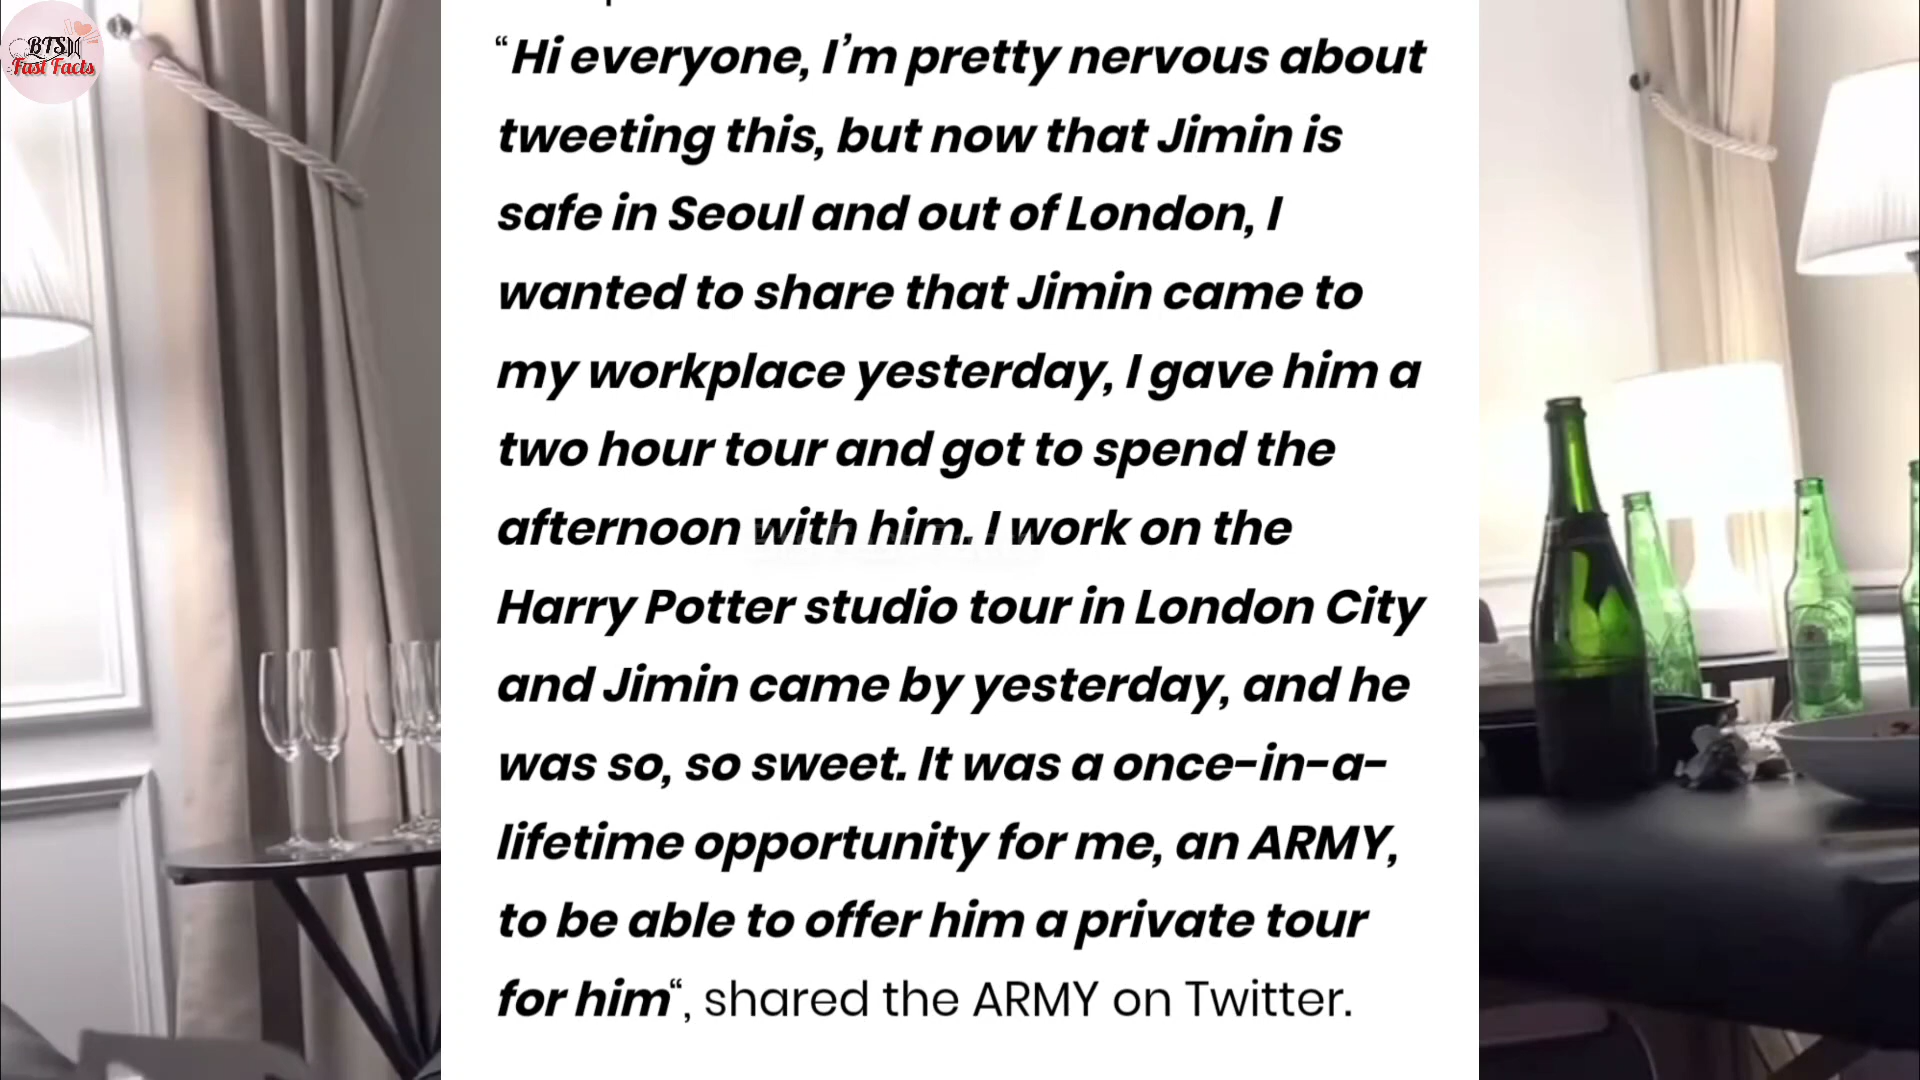 BTS
Fast Facts
“Hi everyone, I’m pretty nervous about
tweeting this, but now that Jimin is
safe in Seoul and out of London, I
wanted to share that Jimin came to
my workplace yesterday, I gave him a
two hour tour and got to spend the
afternoon with him. I work on the
Harry Potter studio tour in London City
and Jimin came by yesterday, and he
was so, so sweet. It was a once-in-a-
lifetime opportunity for me, an ARMY,
to be able to offer him a private tour
for him“, shared the ARMY on Twitter.